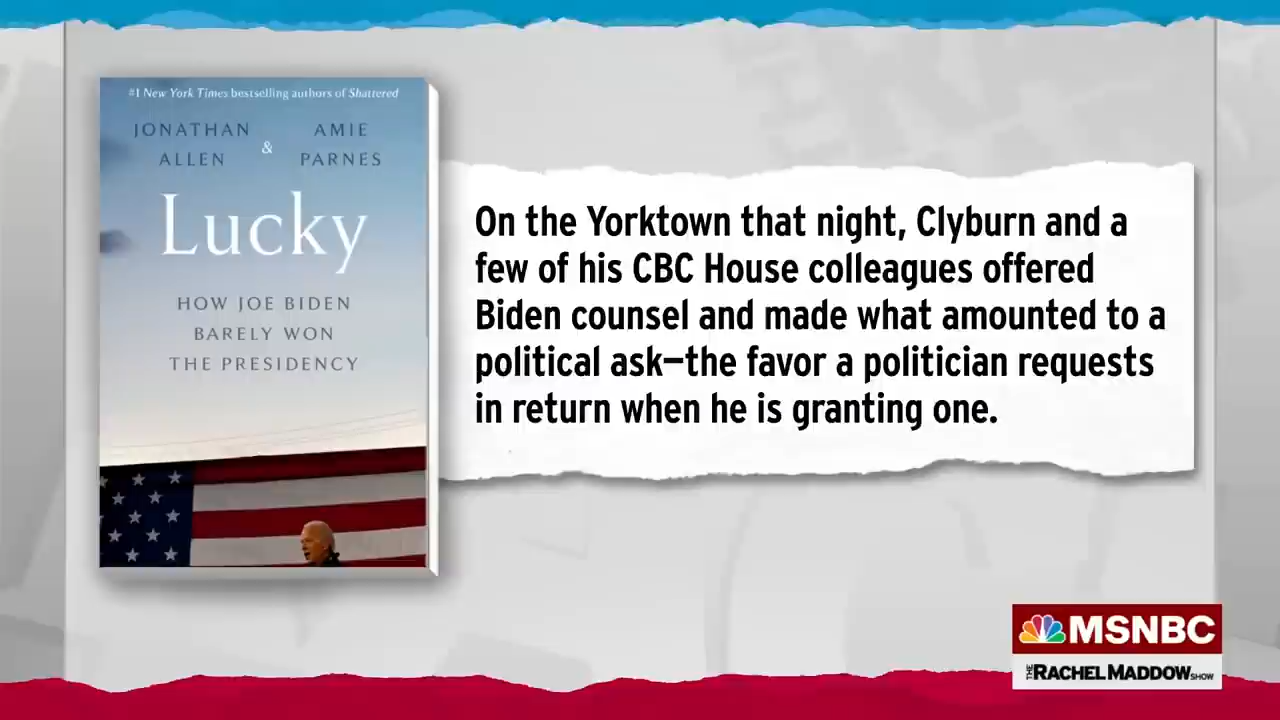 #1 New York Times bestselling authors of Shattered
JONATHAN ALLEN
&
AMIE PARNES
Lucky
HOW JOE BIDEN
BARELY WON
THE PRESIDENCY
On the Yorktown that night, Clyburn and a
few of his CBC House colleagues offered
Biden counsel and made what amounted to a
political ask—the favor a politician requests
in return when he is granting one.
MSNBC
THE RACHEL MADDOW SHOW